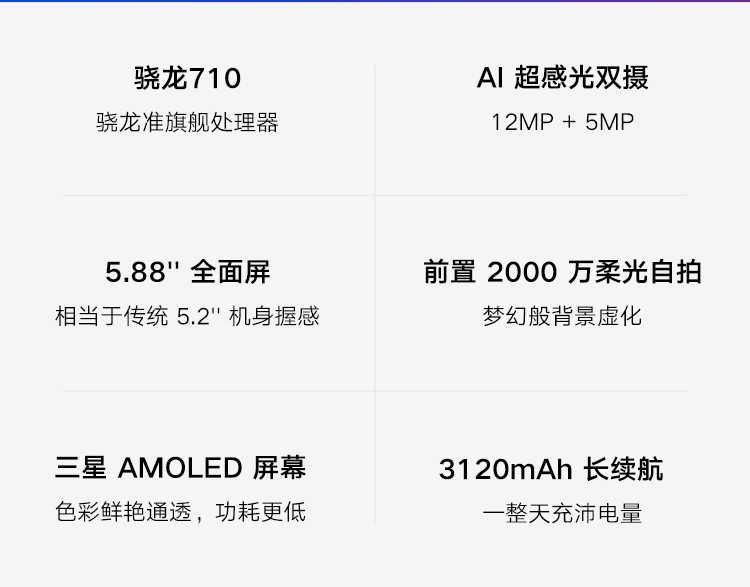 骁龙710
骁龙准旗舰处理器
AI 超感光双摄
12MP + 5MP
5.88'' 全面屏
相当于传统 5.2'' 机身握感
前置 2000 万柔光自拍
梦幻般背景虚化
三星 AMOLED 屏幕
色彩鲜艳通透，功耗更低
3120mAh 长续航
一整天充沛电量